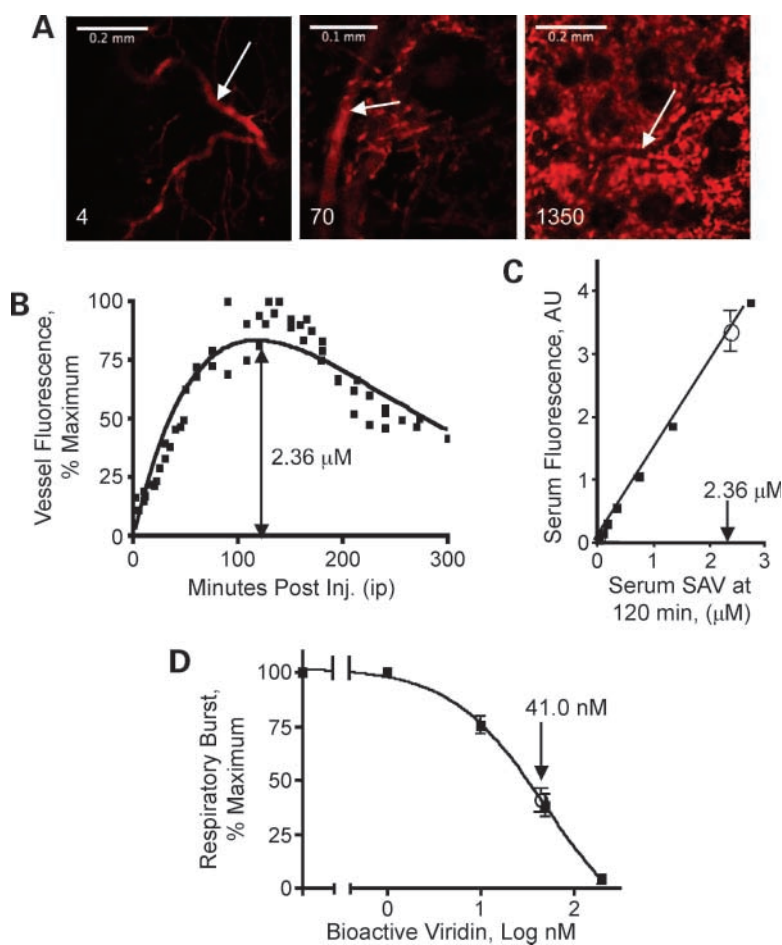 A
0.2 mm
0.1 mm
0.2 mm
4
70
1350
B
Vessel Fluorescence,
% Maximum
100
75
50
25
0
2.36 μM
0
100
200
300
Minutes Post Inj. (ip)
C
Serum Fluorescence, AU
4
3
2
1
0
2.36 μM
0
1
2
3
Serum SAV at
120 min, (μM)
D
Respiratory Burst,
% Maximum
100
75
50
25
0
41.0 nM
0
1
2
Bioactive Viridin, Log nM